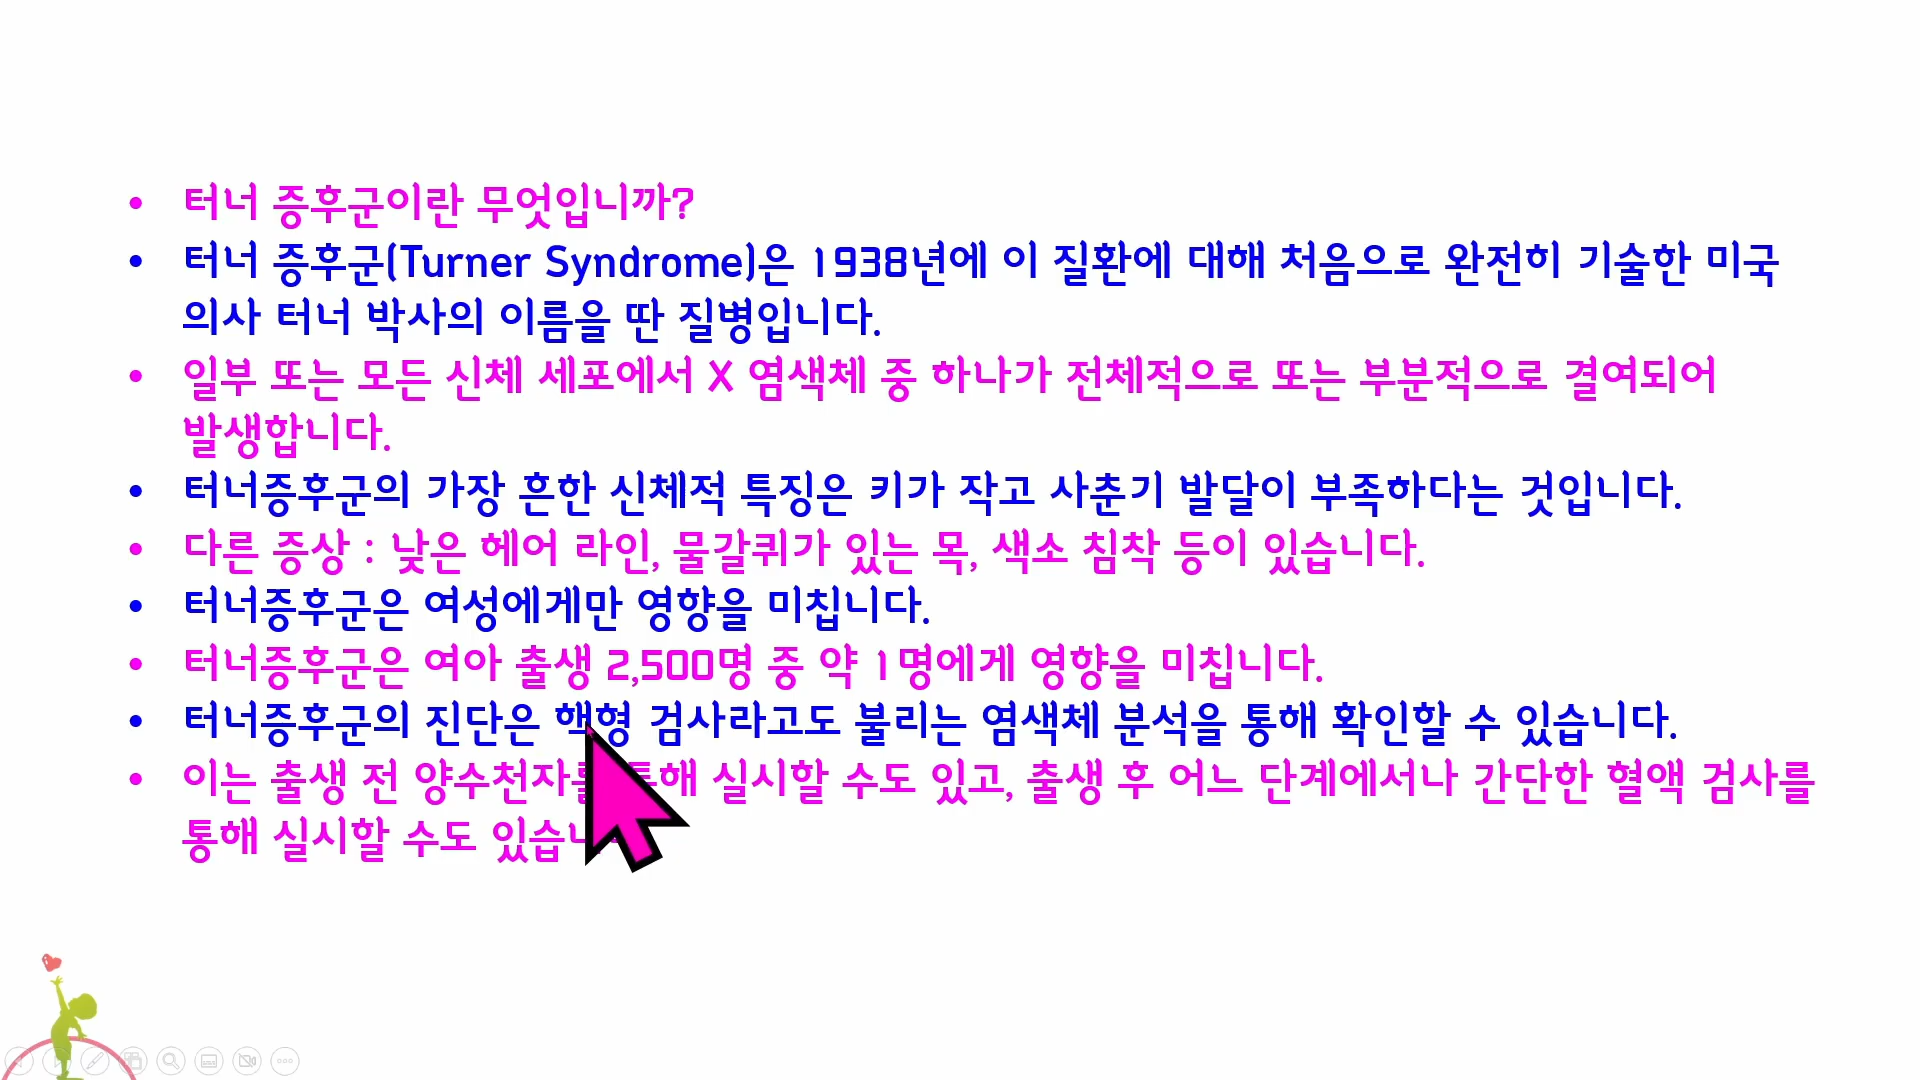 • 터너 증후군이란 무엇입니까?
• 터너 증후군(Turner Syndrome)은 1938년에 이 질환에 대해 처음으로 완전히 기술한 미국
의사 터너 박사의 이름을 딴 질병입니다.
• 일부 또는 모든 신체 세포에서 X 염색체 중 하나가 전체적으로 또는 부분적으로 결여되어
발생합니다.
• 터너증후군의 가장 흔한 신체적 특징은 키가 작고 사춘기 발달이 부족하다는 것입니다.
• 다른 증상 : 낮은 헤어 라인, 물갈퀴가 있는 목, 색소 침착 등이 있습니다.
• 터너증후군은 여성에게만 영향을 미칩니다.
• 터너증후군은 여아 출생 2,500명 중 약 1명에게 영향을 미칩니다.
• 터너증후군의 진단은 핵형 검사라고도 불리는 염색체 분석을 통해 확인할 수 있습니다.
• 이는 출생 전 양수천자를 통해 실시할 수도 있고, 출생 후 어느 단계에서나 간단한 혈액 검사를
통해 실시할 수도